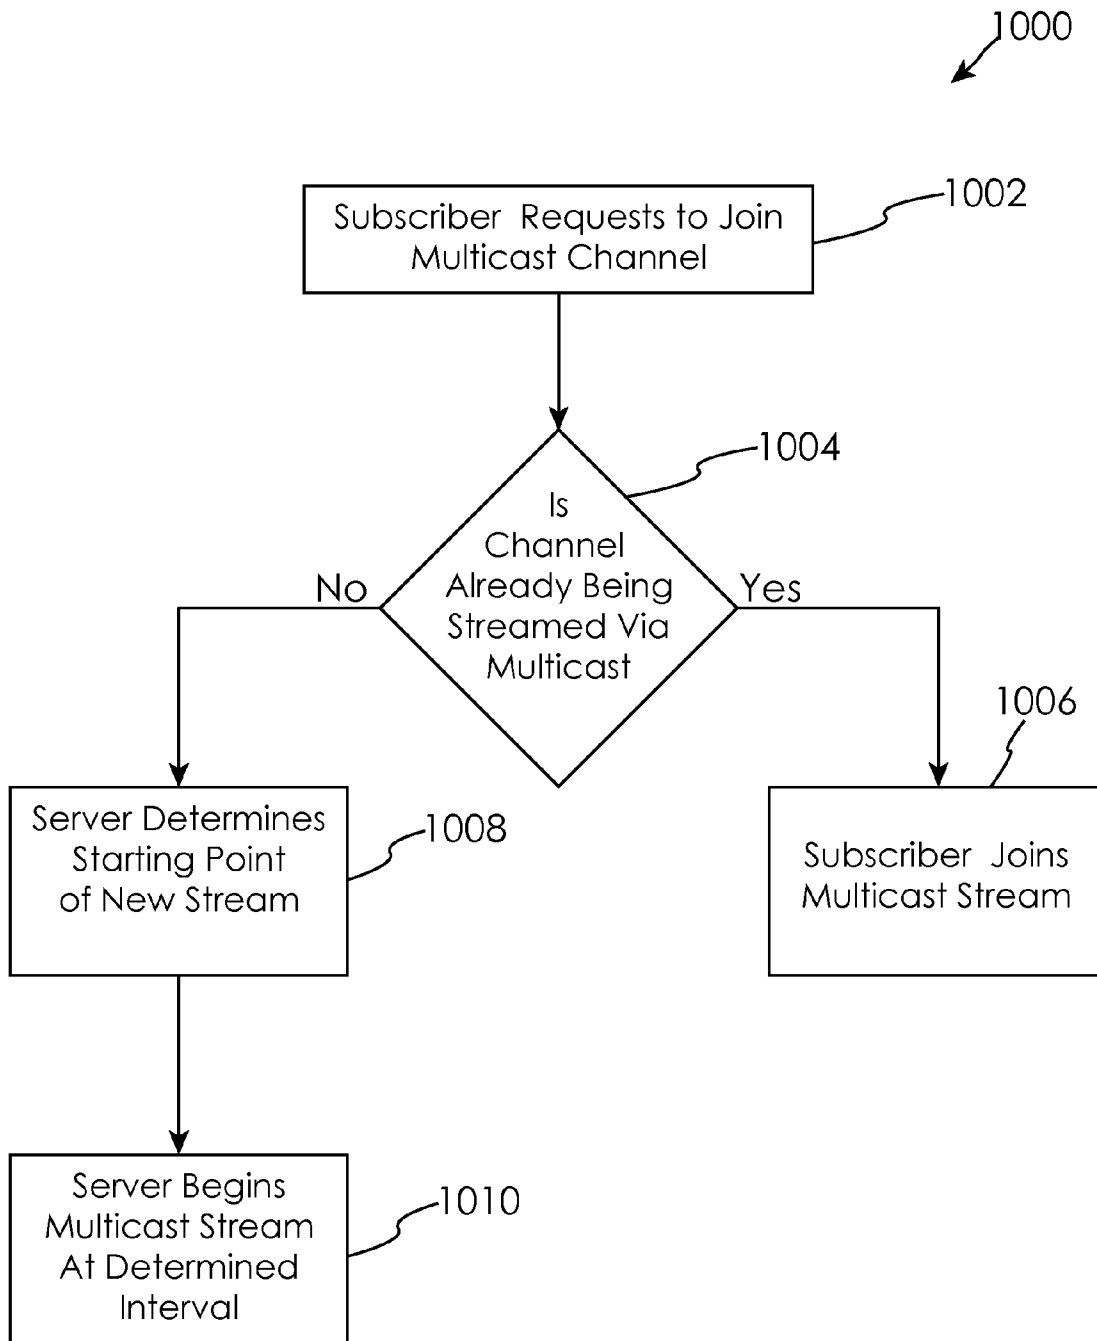 1000
Subscriber Requests to Join
Multicast Channel
1002
Is
Channel
Already Being
Streamed Via
Multicast
1004
No
Yes
1006
Server Determines
Starting Point
of New Stream
1008
Subscriber Joins
Multicast Stream
Server Begins
Multicast Stream
At Determined
Interval
1010